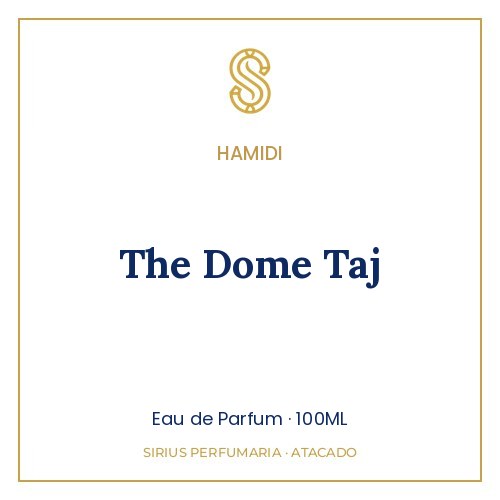 HAMIDI
The Dome Taj
Eau de Parfum · 100ML
SIRIUS PERFUMARIA · ATACADO